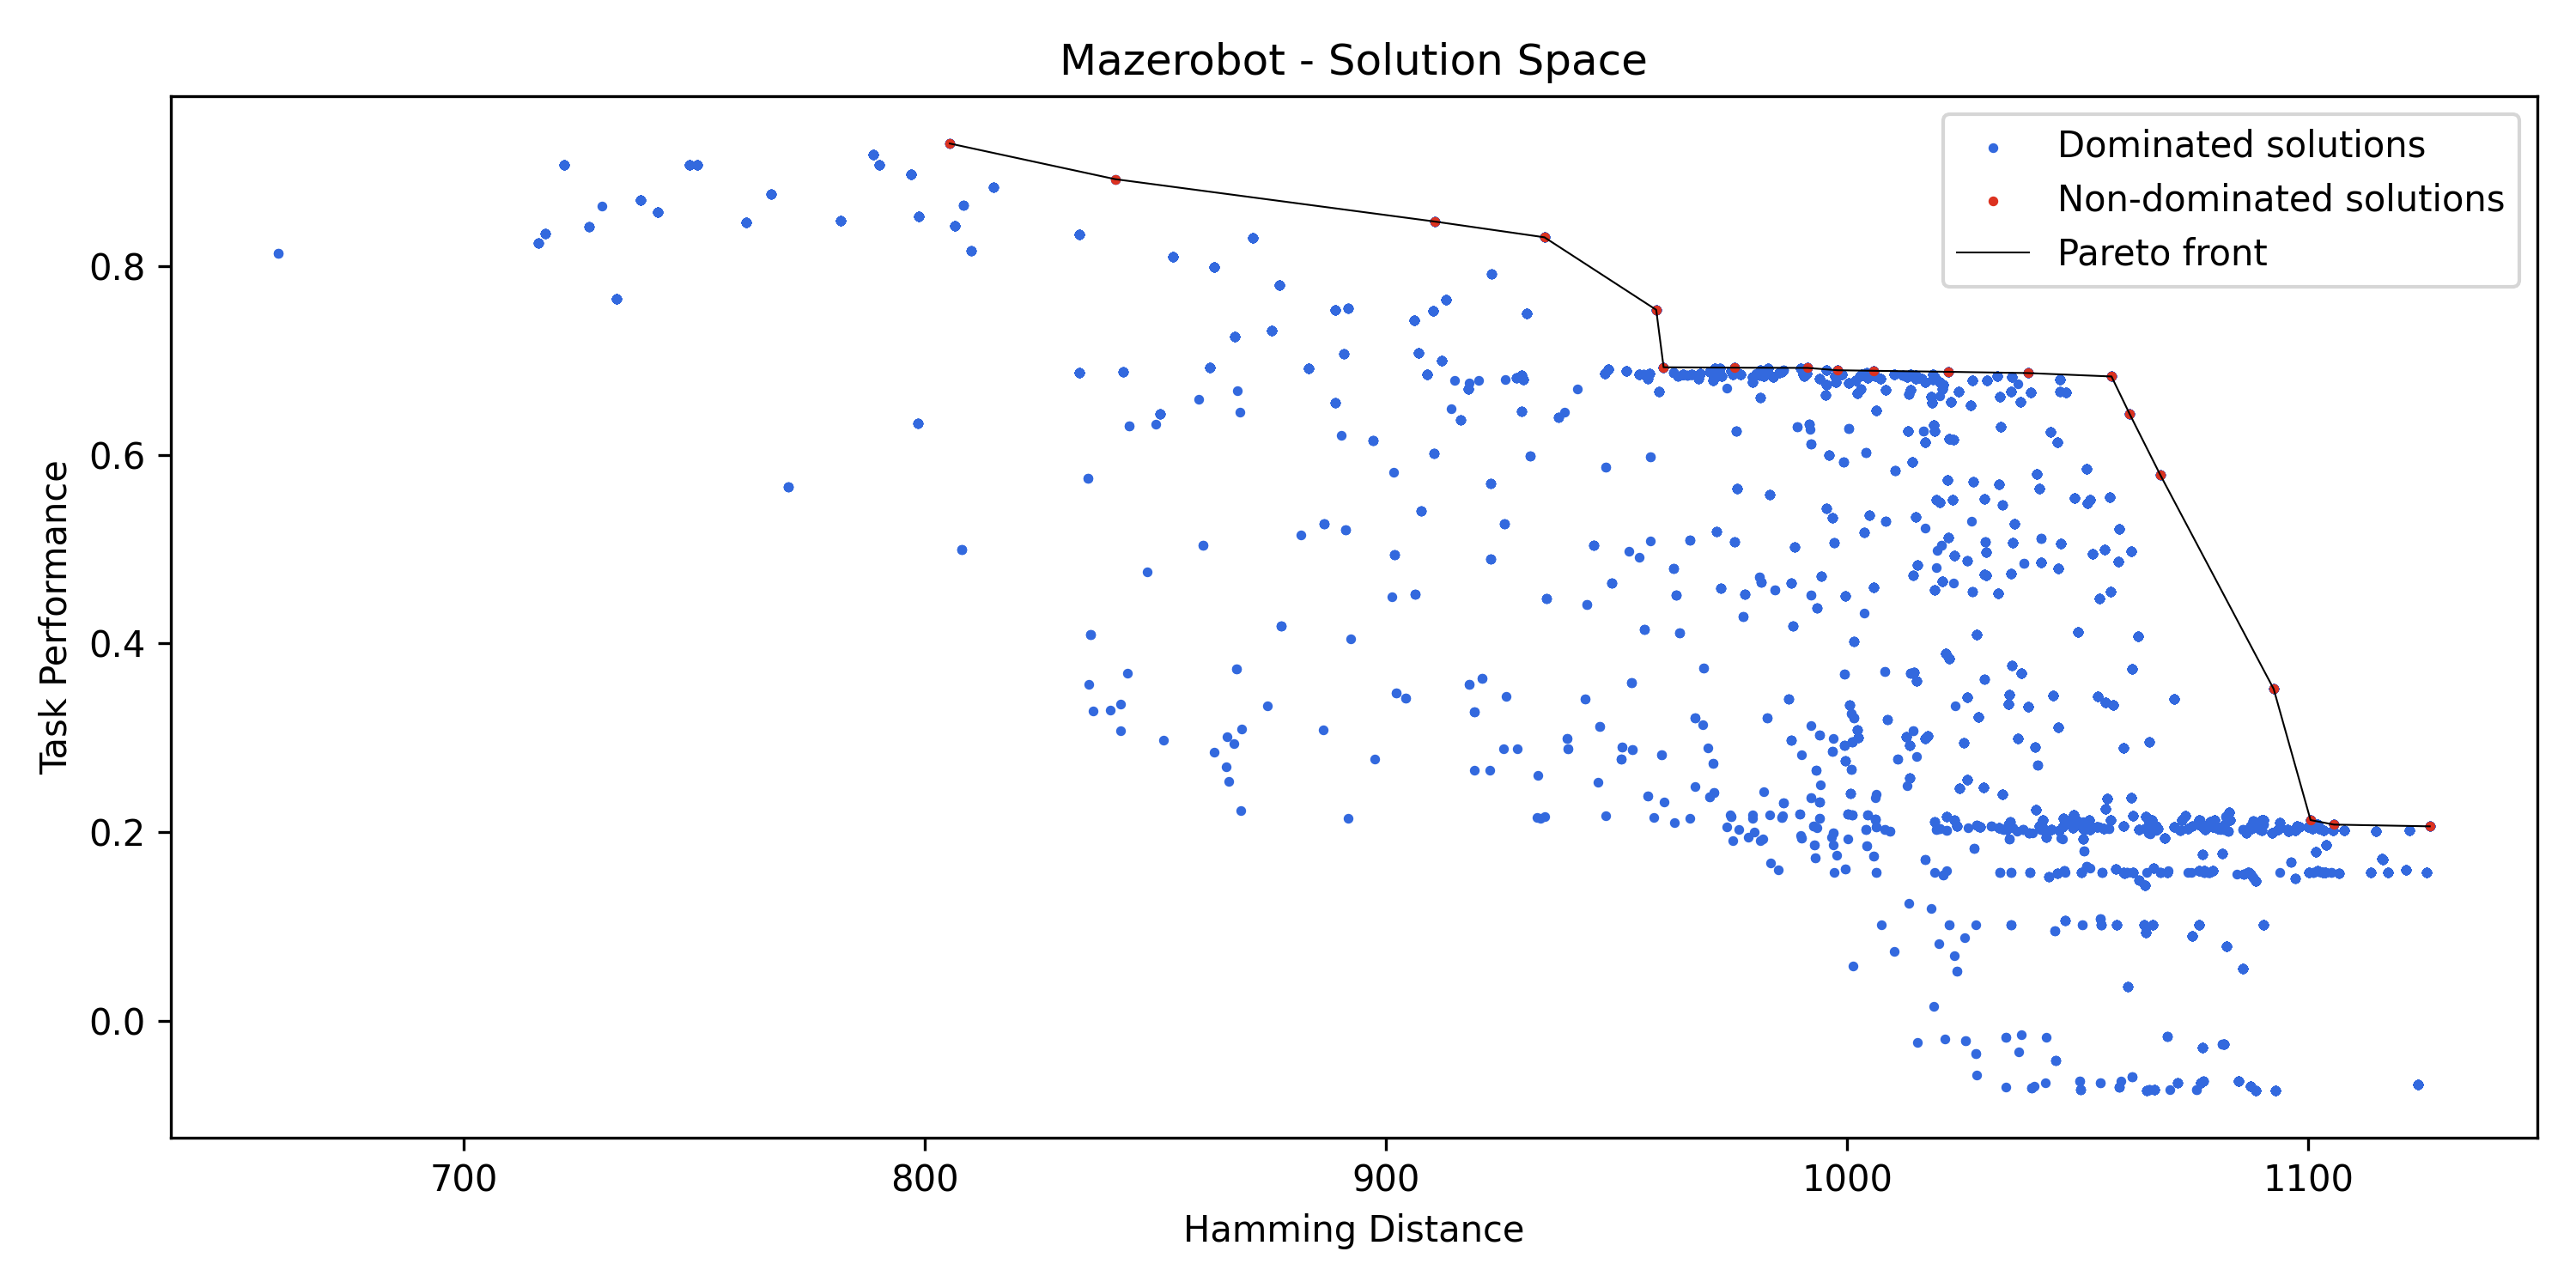 Mazerobot - Solution Space
Dominated solutions
Non-dominated solutions
Pareto front
Task Performance
0.8
0.6
0.4
0.2
0.0
700 800 900 1000 1100
Hamming Distance